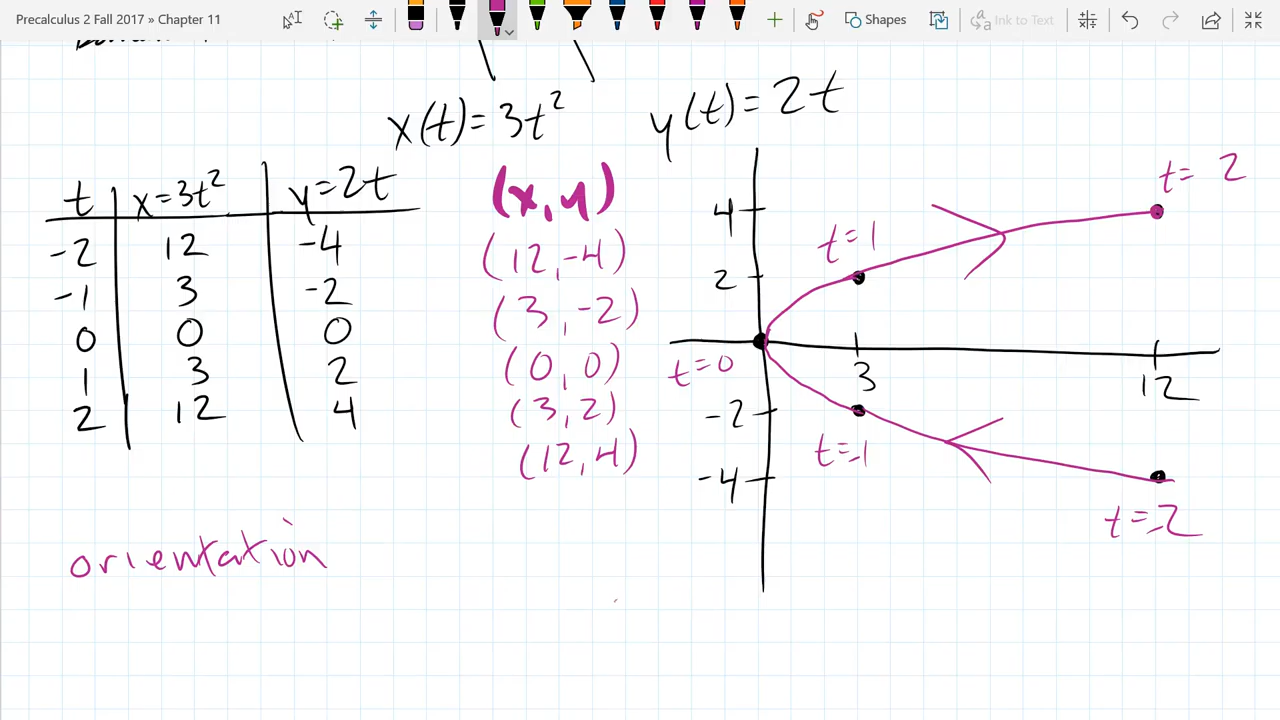 Precalculus 2 Fall 2017 » Chapter 11
Shapes
Ink to Text
x(t)=3t² y(t)=2t
t x=3t² y=2t
-2 12 -4
-1 3 -2
0 0 0
1 3 2
2 12 4
(x,y)
(12,-4)
(3,-2)
(0,0)
(3,2)
(12,4)
t=2
4
t=1
2
t=0
3
12
-2
t=-1
-4
t=-2
orientation